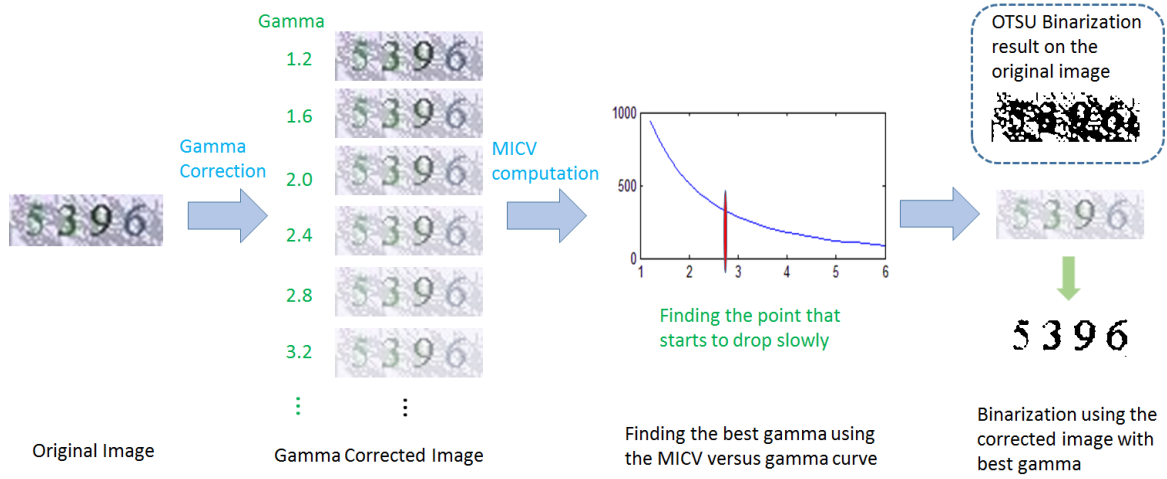 Gamma
1.2
1.6
2.0
2.4
2.8
3.2
5396
5396
5396
5396
5396
5396
5396
Original Image
Gamma
Correction
Gamma Corrected Image
MICV
computation
1000
500
0
1 2 3 4 5 6
Finding the point that
starts to drop slowly
Finding the best gamma using
the MICV versus gamma curve
OTSU Binarization
result on the
original image
5396
5396
5396
Binarization using the
corrected image with
best gamma